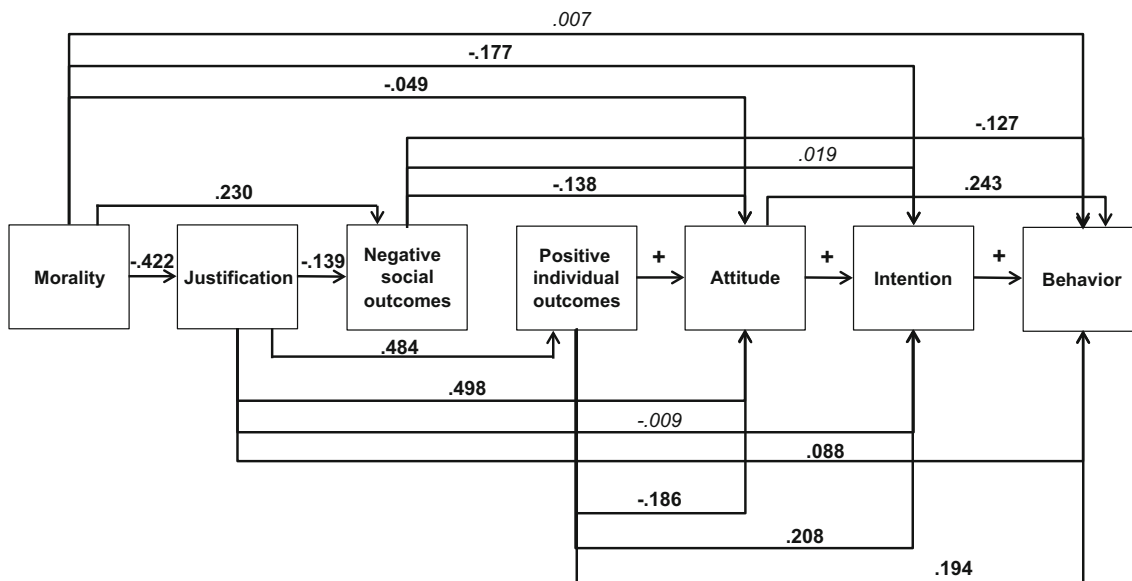 .007
-.177
-.049
-.127
.019
-.138
.243
.230
Morality
-.422
Justification
-.139
Negative
social
outcomes
Positive
individual
outcomes
+
Attitude
+
Intention
+
Behavior
.484
.498
-.009
.088
-.186
.208
.194